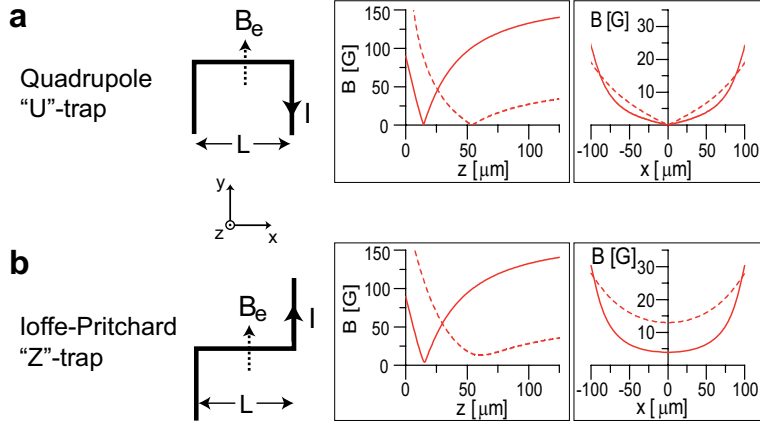 a
Quadrupole
“U”-trap
Bₑ
I
L
B [G]
150
100
50
0
0
50
100
z [μm]
B [G]
30
20
10
-100
-50
0
50
100
x [μm]
y
z
x
b
Ioffe-Pritchard
“Z”-trap
Bₑ
I
L
B [G]
150
100
50
0
0
50
100
z [μm]
B [G]
30
20
10
-100
-50
0
50
100
x [μm]